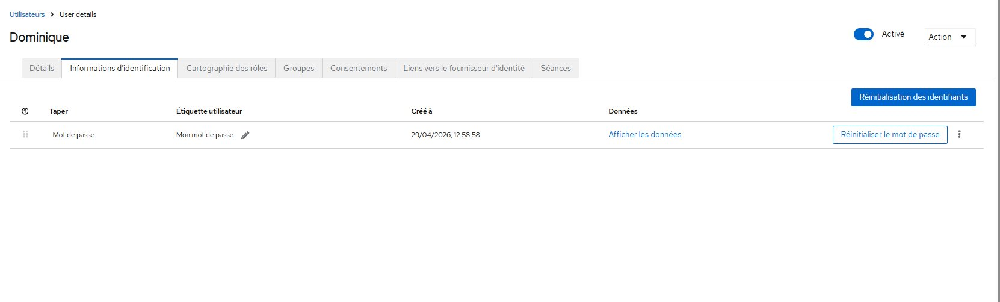 Utilisateurs > User details
Dominique
Activé
Action
Détails Informations d'identification Cartographie des rôles Groupes Consentements Liens vers le fournisseur d'identité Séances
Réinitialisation des identifiants
Taper Étiquette utilisateur Créé à Données
Mot de passe Mon mot de passe 29/04/2026, 12:58:58 Afficher les données Réinitialiser le mot de passe